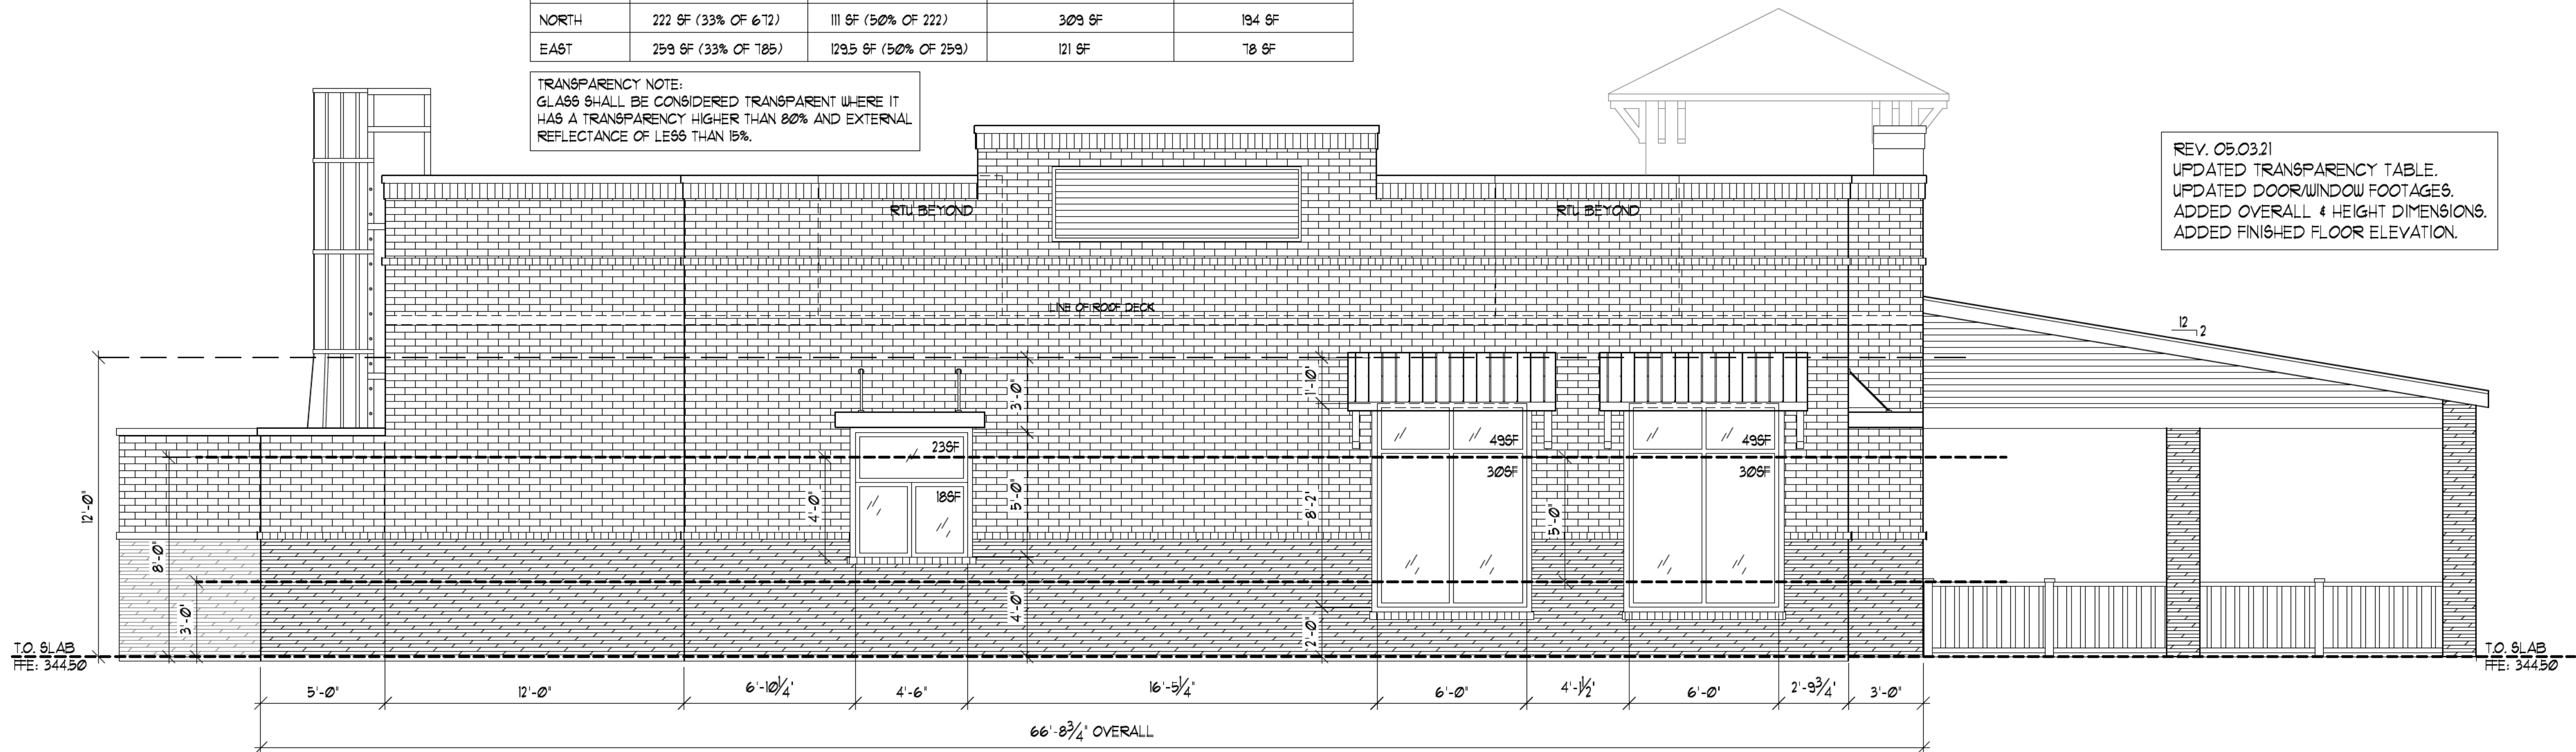 NORTH 222 SF (33% OF 672) 111 SF (50% OF 222) 309 SF 194 SF
EAST 259 SF (33% OF 785) 129.5 SF (50% OF 259) 121 SF 78 SF
TRANSPARENCY NOTE:
GLASS SHALL BE CONSIDERED TRANSPARENT WHERE IT
HAS A TRANSPARENCY HIGHER THAN 80% AND EXTERNAL
REFLECTANCE OF LESS THAN 15%.
REV. 05.03.21
UPDATED TRANSPARENCY TABLE.
UPDATED DOOR/WINDOW FOOTAGES.
ADDED OVERALL & HEIGHT DIMENSIONS.
ADDED FINISHED FLOOR ELEVATION.
RTU BEYOND
RTU BEYOND
LINE OF ROOF DECK
12
2
12'-0"
8'-0"
3'-0"
4'-0"
23SF
18SF
3'-0"
5'-0"
4'-0"
1'-10"
8'-2"
2'-0"
49SF
30SF
5'-0"
49SF
30SF
T.O. SLAB
FFE: 344.50
T.O. SLAB
FFE: 344.50
5'-0"
12'-0"
6'-10 1/4"
4'-6"
16'-5 1/4"
6'-0"
4'-1 1/2"
6'-0"
2'-9 3/4"
3'-0"
66'-8 3/4" OVERALL